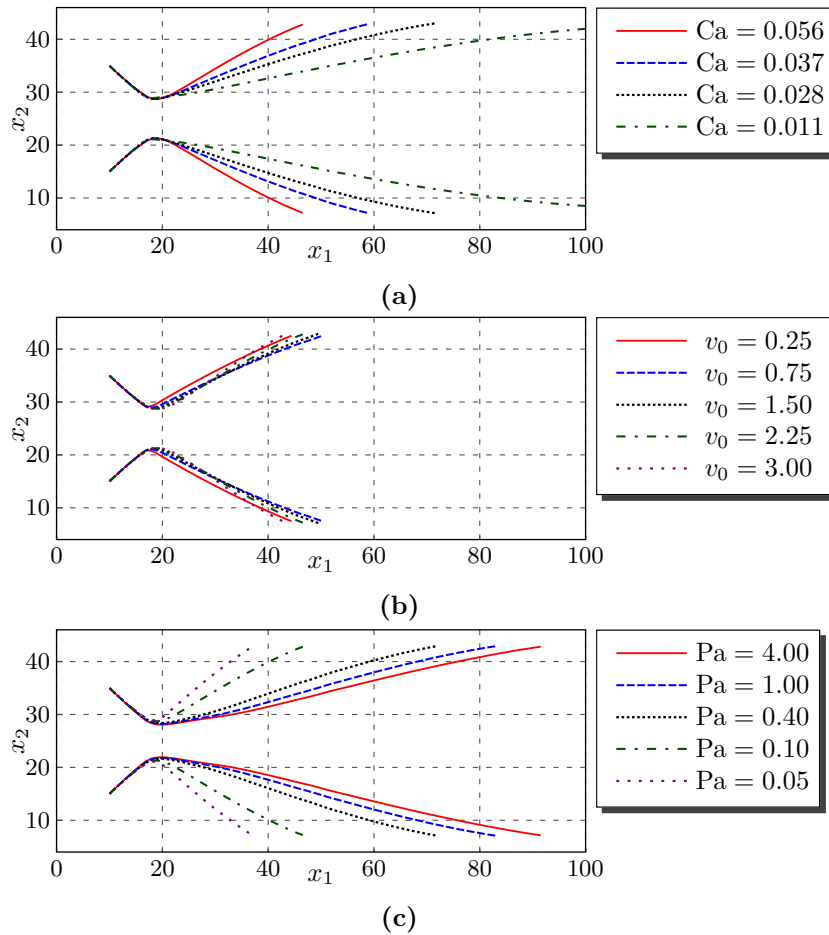 40
30
20
10
x₂
0 20 40 60 80 100
x₁
Ca = 0.056
Ca = 0.037
Ca = 0.028
Ca = 0.011
(a)
40
30
20
10
x₂
0 20 40 60 80 100
x₁
v₀ = 0.25
v₀ = 0.75
v₀ = 1.50
v₀ = 2.25
v₀ = 3.00
(b)
40
30
20
10
x₂
0 20 40 60 80 100
x₁
Pa = 4.00
Pa = 1.00
Pa = 0.40
Pa = 0.10
Pa = 0.05
(c)